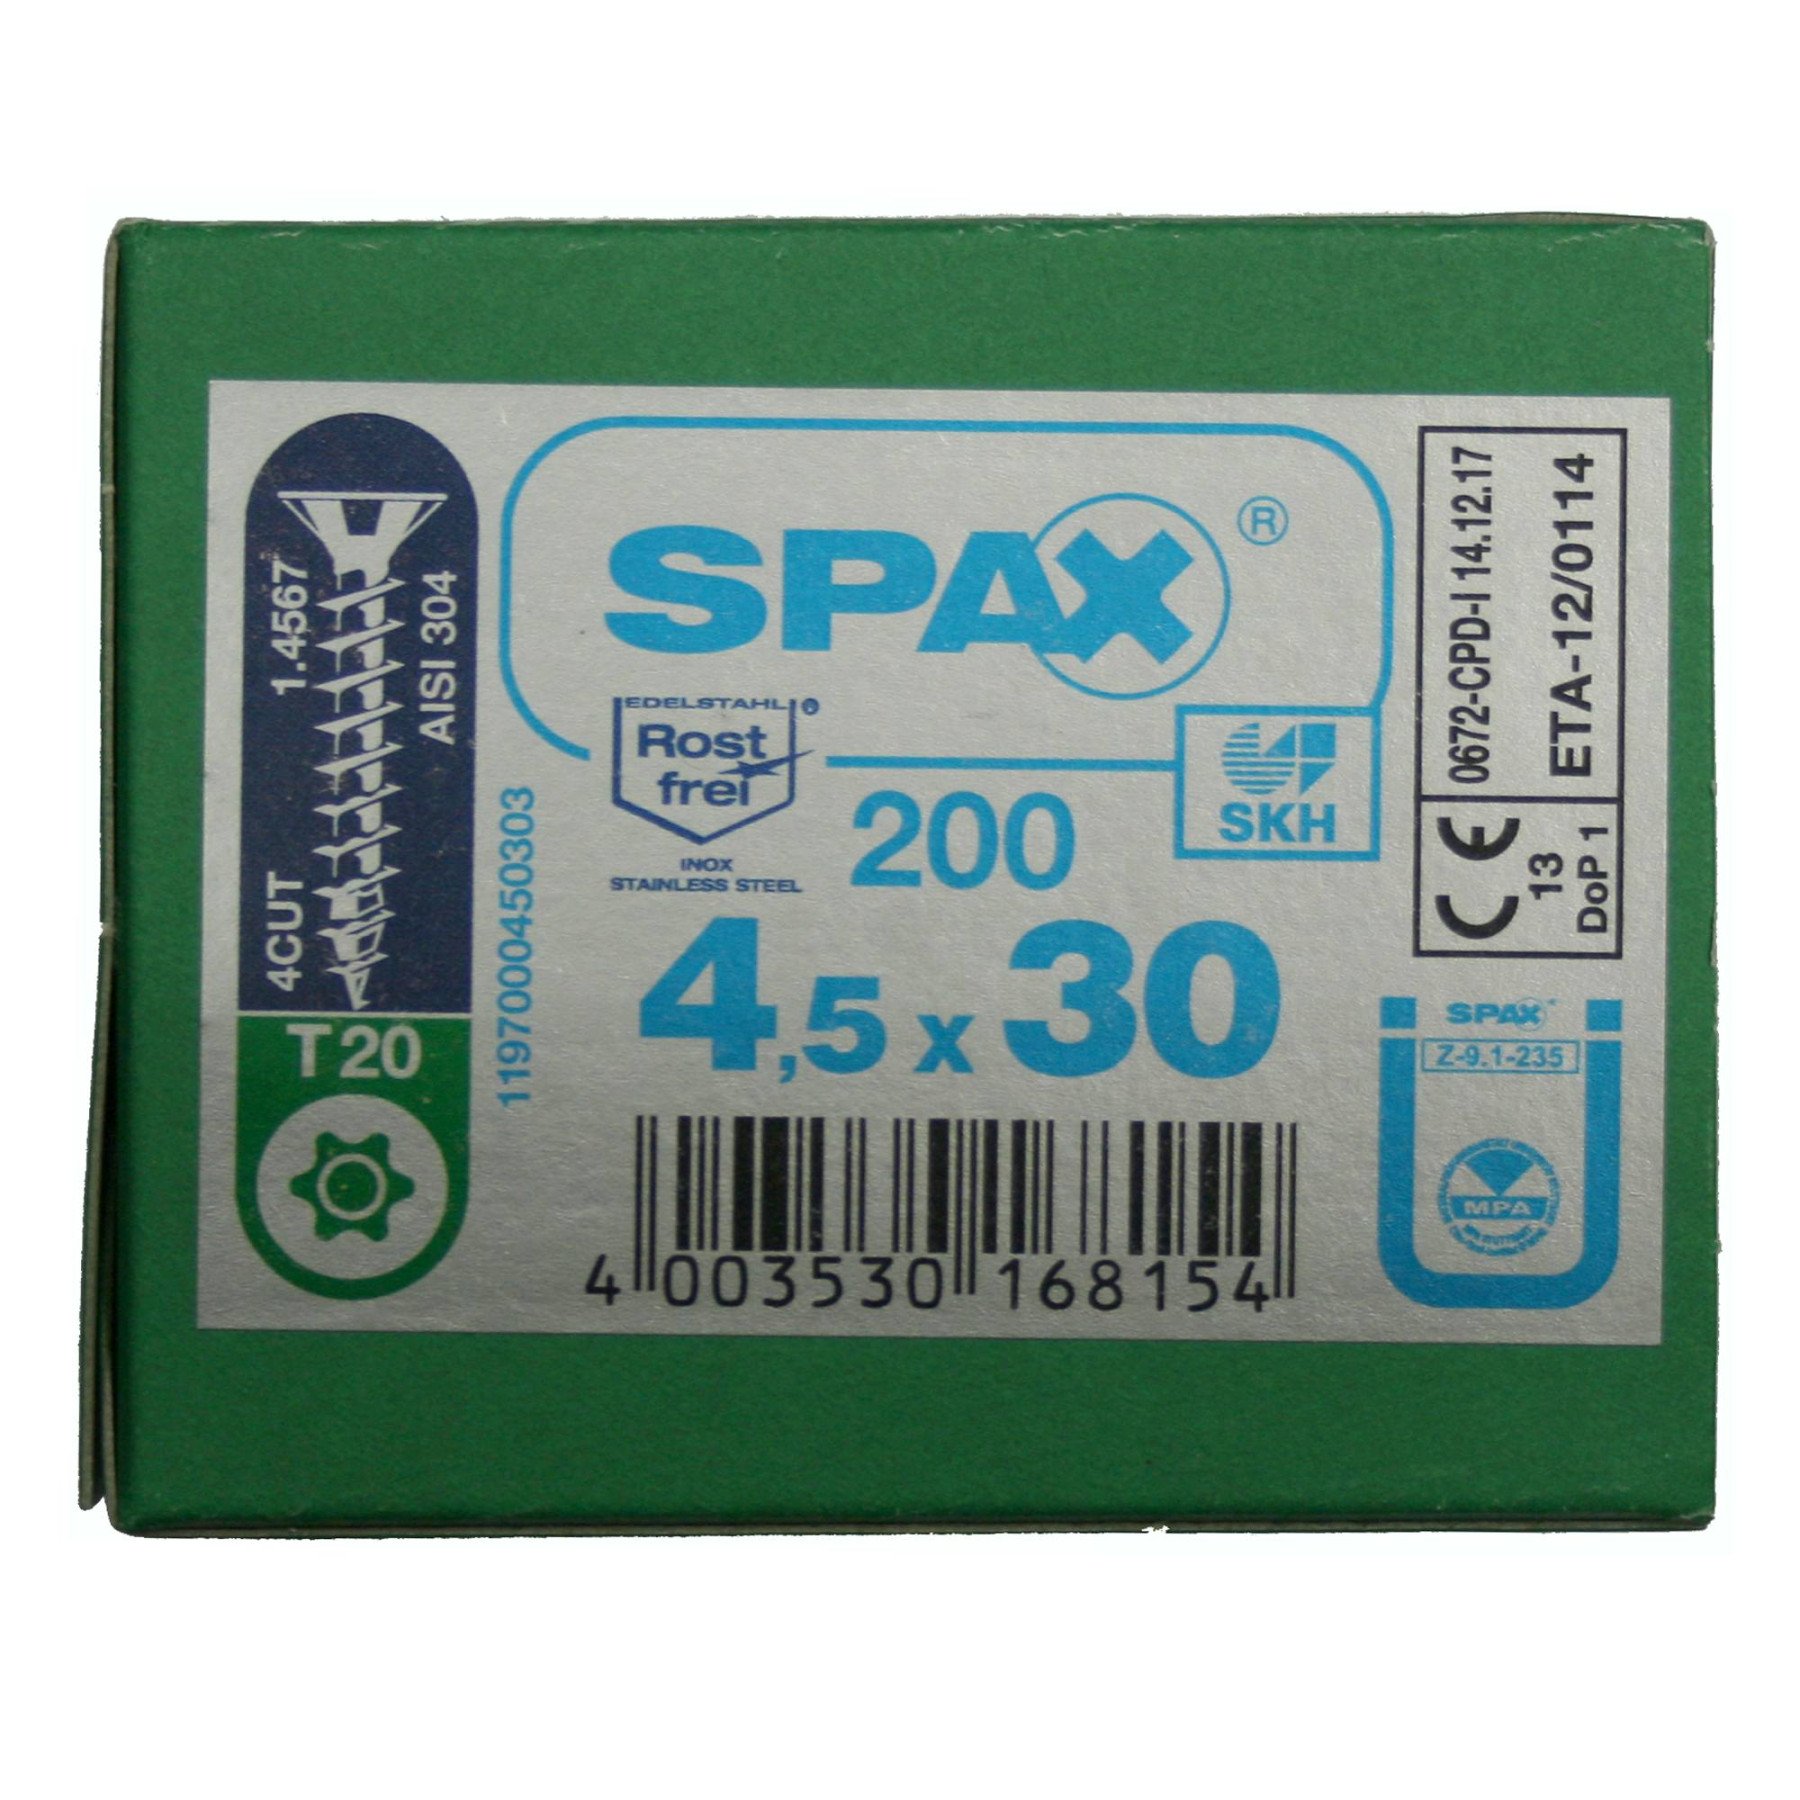 1.4567
AISI 304
4CUT
T20
1197000450303
SPAX®
EDELSTAHL ®
Rost
frei
INOX
STAINLESS STEEL
200
SKH
4,5 x 30
4 003530 168154
0672-CPD-I 14.12.17
ETA-12/0114
CE
13
DoP 1
SPAX
Z-9.1-235
MPA